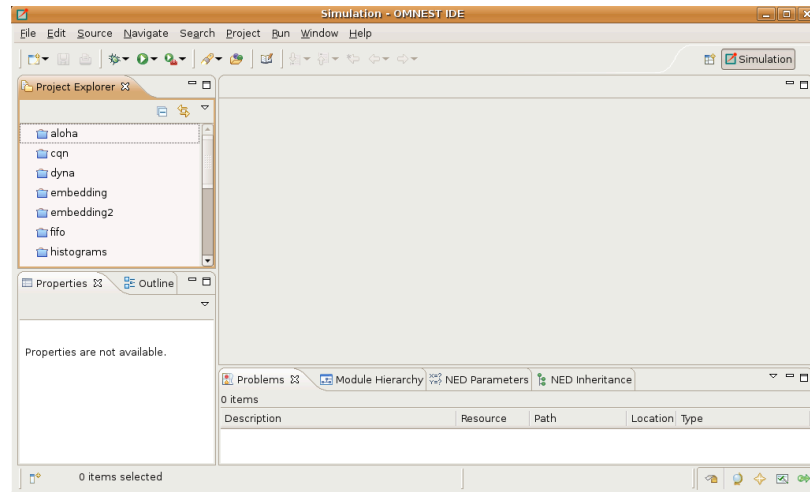 Simulation - OMNEST IDE
File Edit Source Navigate Search Project Run Window Help
Simulation
Project Explorer
aloha
cqn
dyna
embedding
embedding2
fifo
histograms
Properties Outline
Properties are not available.
Problems Module Hierarchy NED Parameters NED Inheritance
0 items
Description Resource Path Location Type
0 items selected